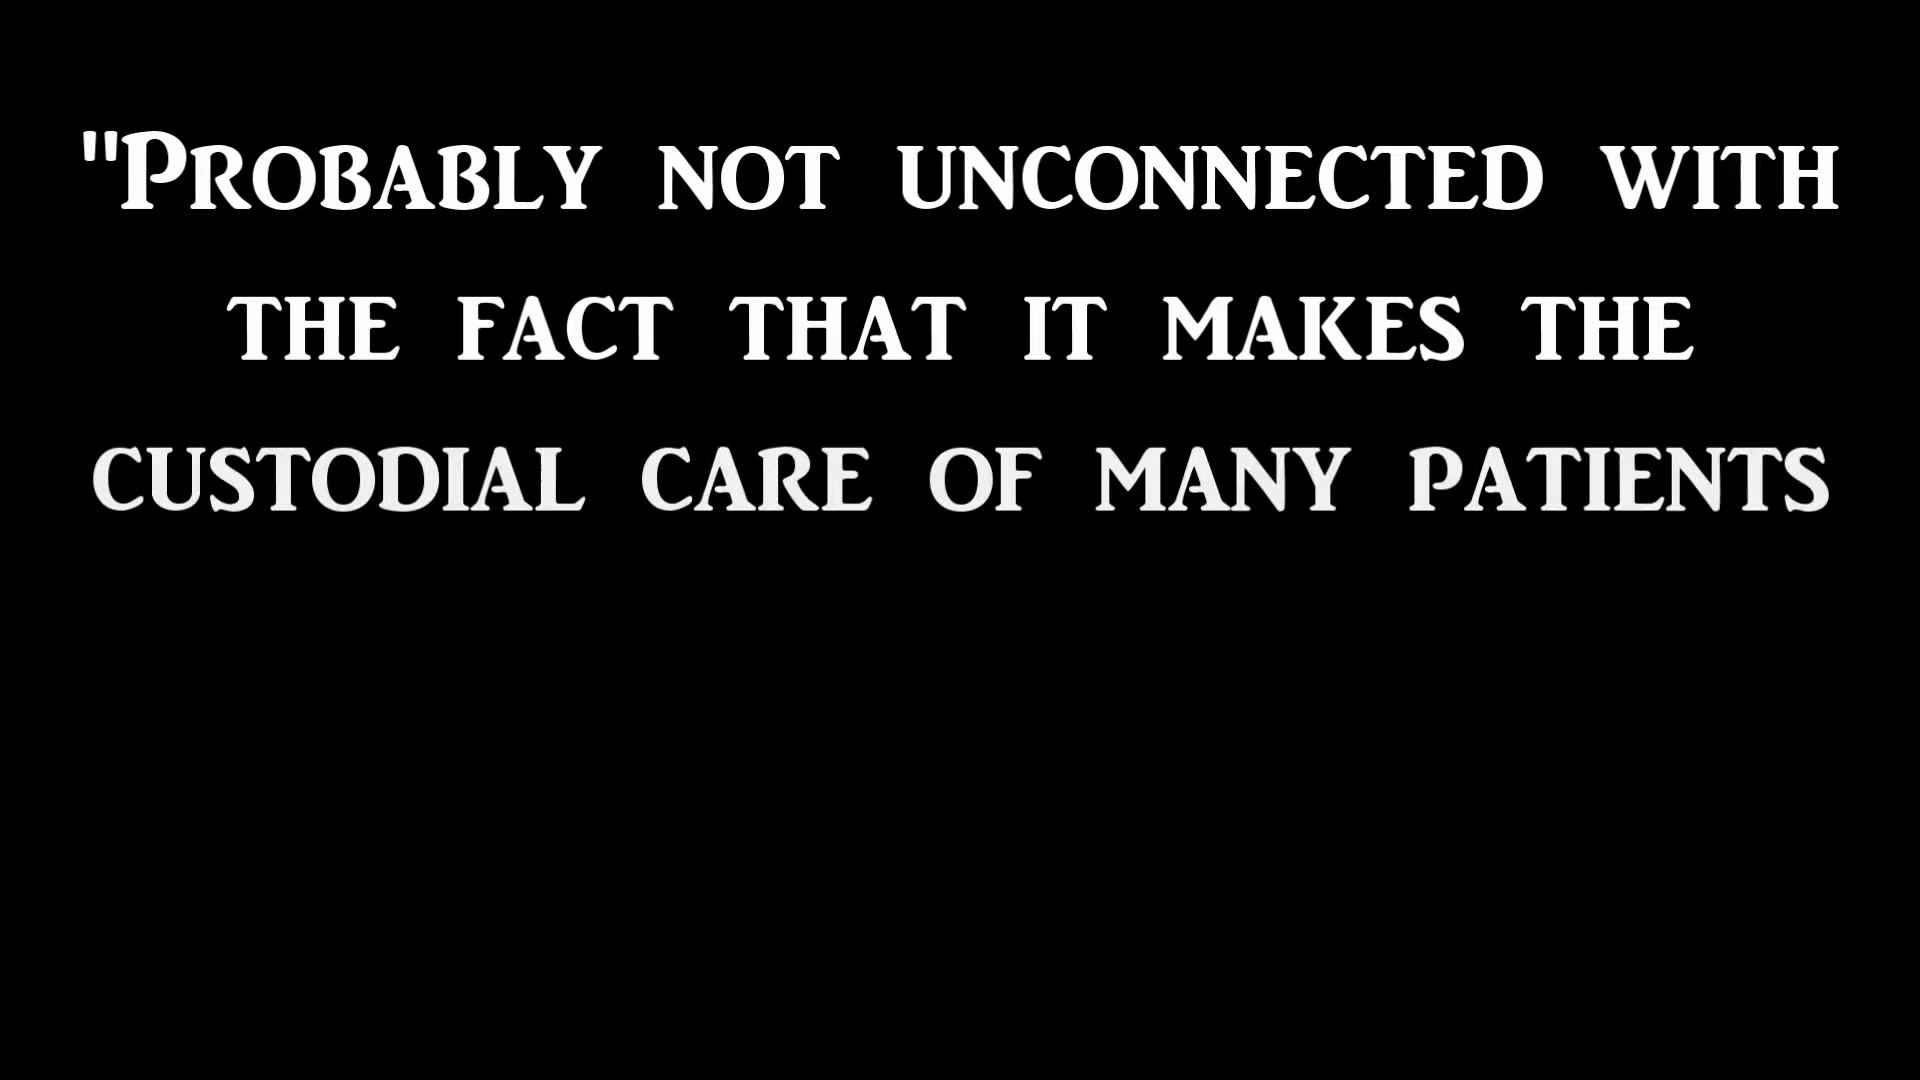 "Probably not unconnected with
the fact that it makes the
custodial care of many patients